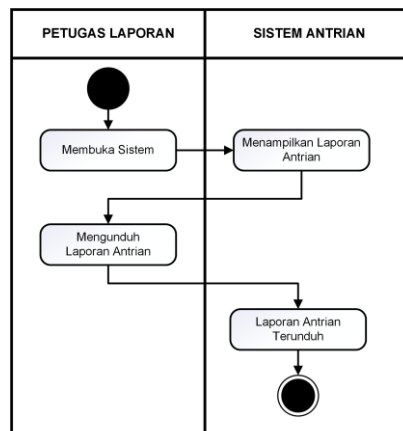 PETUGAS LAPORAN
SISTEM ANTRIAN
Membuka Sistem
Menampilkan Laporan
Antrian
Mengunduh
Laporan Antrian
Laporan Antrian
Terunduh